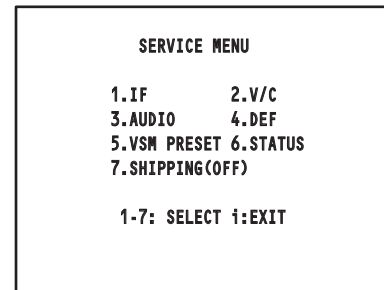 SERVICE MENU
1.IF 2.V/C
3.AUDIO 4.DEF
5.VSM PRESET 6.STATUS
7.SHIPPING(OFF)
1-7: SELECT i:EXIT